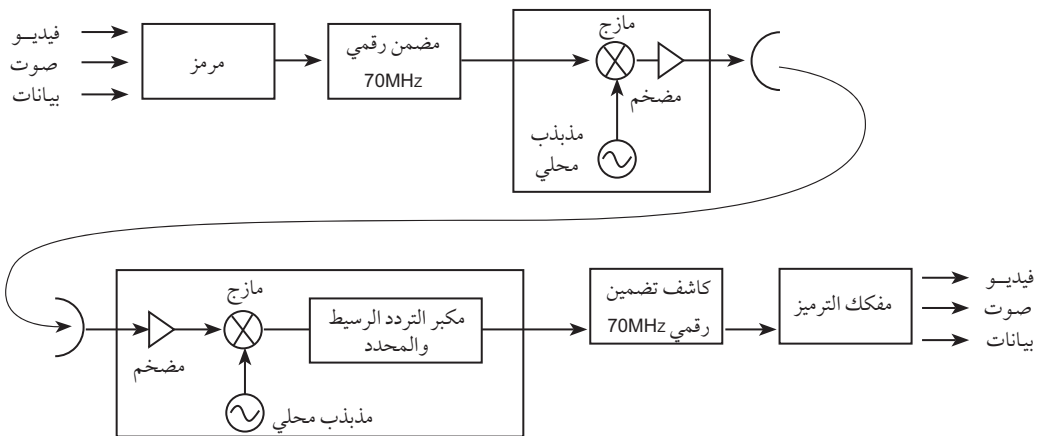 فيديـو
صوت
بيانات
مرمز
مضمن رقمي
70MHz
مازج
مضخم
مذبذب
محلي
مازج
مضخم
مذبذب محلي
مكبر التردد الرسيط
والمحدد
كاشف تضمين
رقمي 70MHz
مفكك الترميز
فيديـو
صوت
بيانات